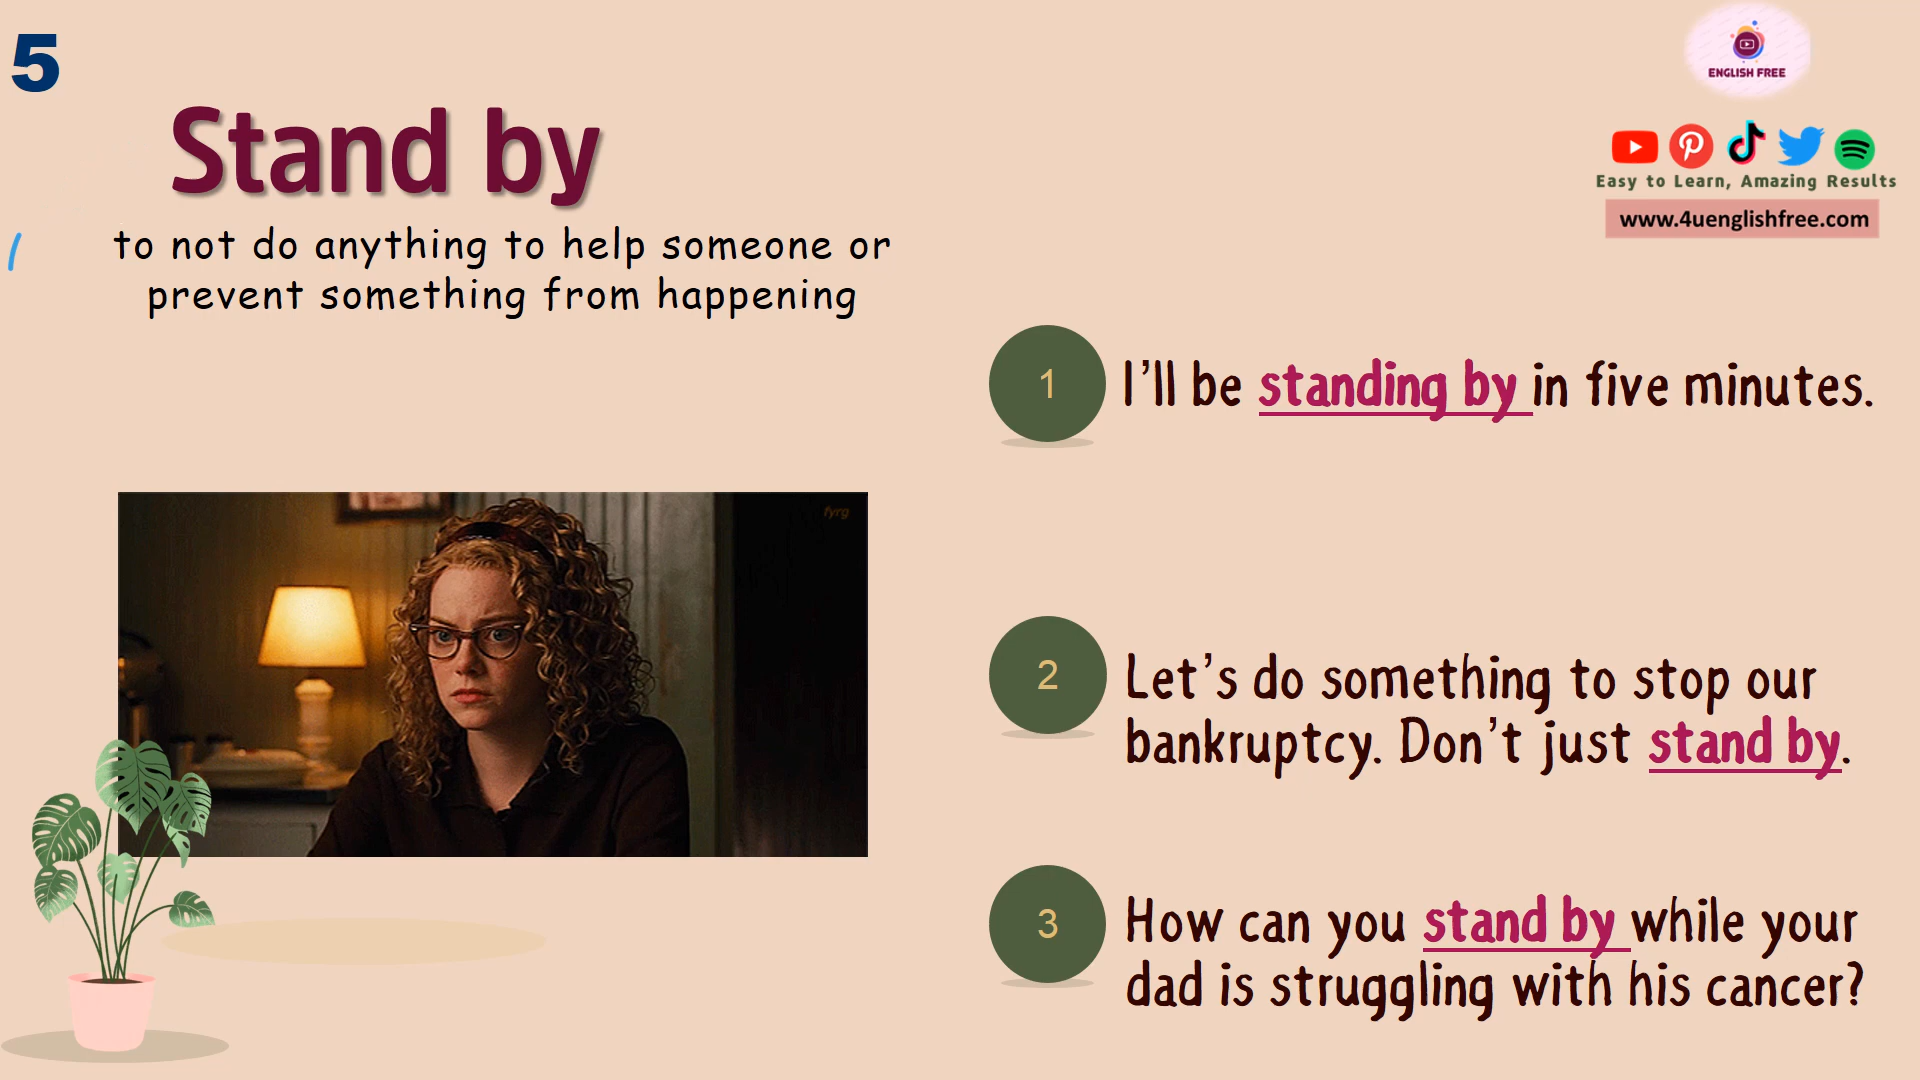 5
Stand by
to not do anything to help someone or
prevent something from happening
ENGLISH FREE
Easy to Learn, Amazing Results
www.4uenglishfree.com
fyrg
1
I'll be standing by in five minutes.
2
Let's do something to stop our
bankruptcy. Don't just stand by.
3
How can you stand by while your
dad is struggling with his cancer?